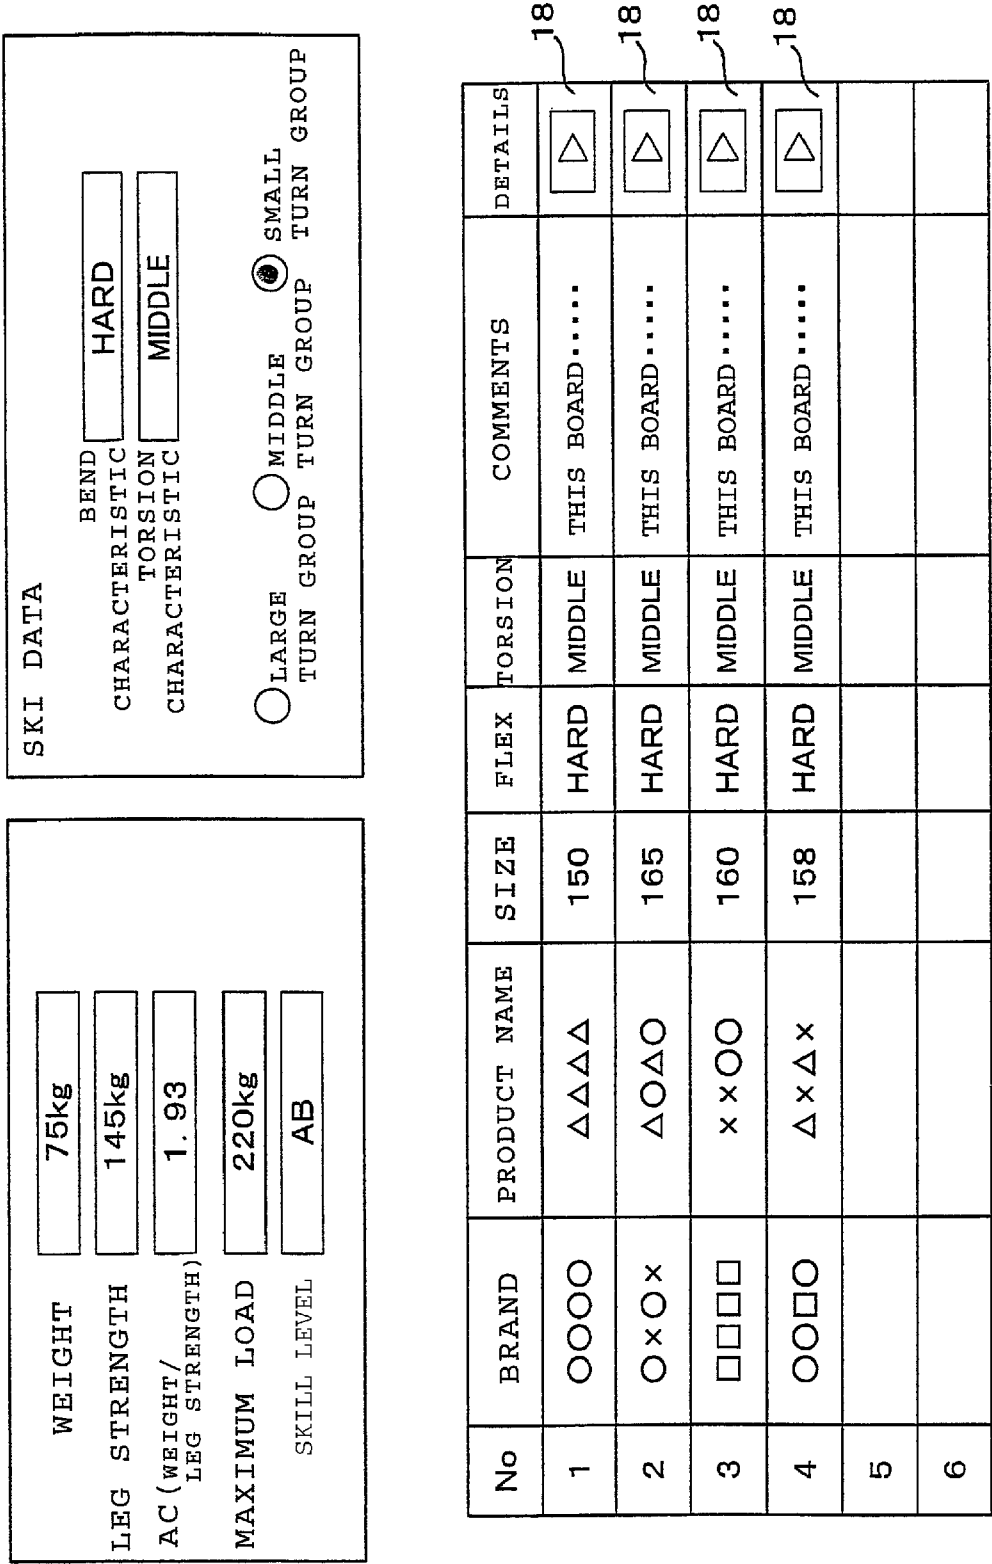 WEIGHT 75kg
LEG STRENGTH 145kg
AC(WEIGHT/
LEG STRENGTH) 1.93
MAXIMUM LOAD 220kg
SKILL LEVEL AB
SKI DATA
BEND
CHARACTERISTIC HARD
TORSION
CHARACTERISTIC MIDDLE
LARGE
TURN GROUP
MIDDLE
TURN GROUP
SMALL
TURN GROUP
No BRAND PRODUCT NAME SIZE FLEX TORSION COMMENTS DETAILS
1 ○○○○ △△△△ 150 HARD MIDDLE THIS BOARD······ ▷ 18
2 ○×○× △○△○ 165 HARD MIDDLE THIS BOARD······ ▷ 18
3 □□□□ ××○○ 160 HARD MIDDLE THIS BOARD······ ▷ 18
4 ○○□○ △×△× 158 HARD MIDDLE THIS BOARD······ ▷ 18
5
6